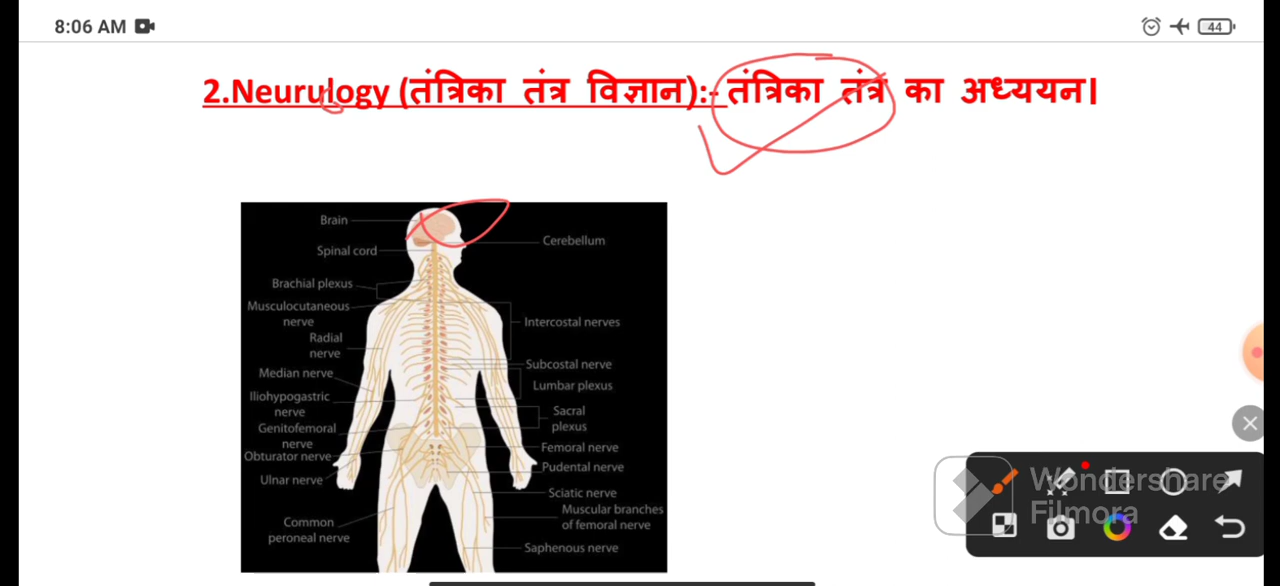 8:06 AM
44
2.Neurulogy (तंत्रिका तंत्र विज्ञान):- तंत्रिका तंत्र का अध्ययन।
Brain
Cerebellum
Spinal cord
Brachial plexus
Musculocutaneous
nerve
Intercostal nerves
Radial
nerve
Subcostal nerve
Median nerve
Lumbar plexus
Iliohypogastric
nerve
Sacral
plexus
Genitofemoral
nerve
Femoral nerve
Obturator nerve
Pudental nerve
Ulnar nerve
Sciatic nerve
Muscular branches
of femoral nerve
Common
peroneal nerve
Saphenous nerve
Wondershare
Filmora